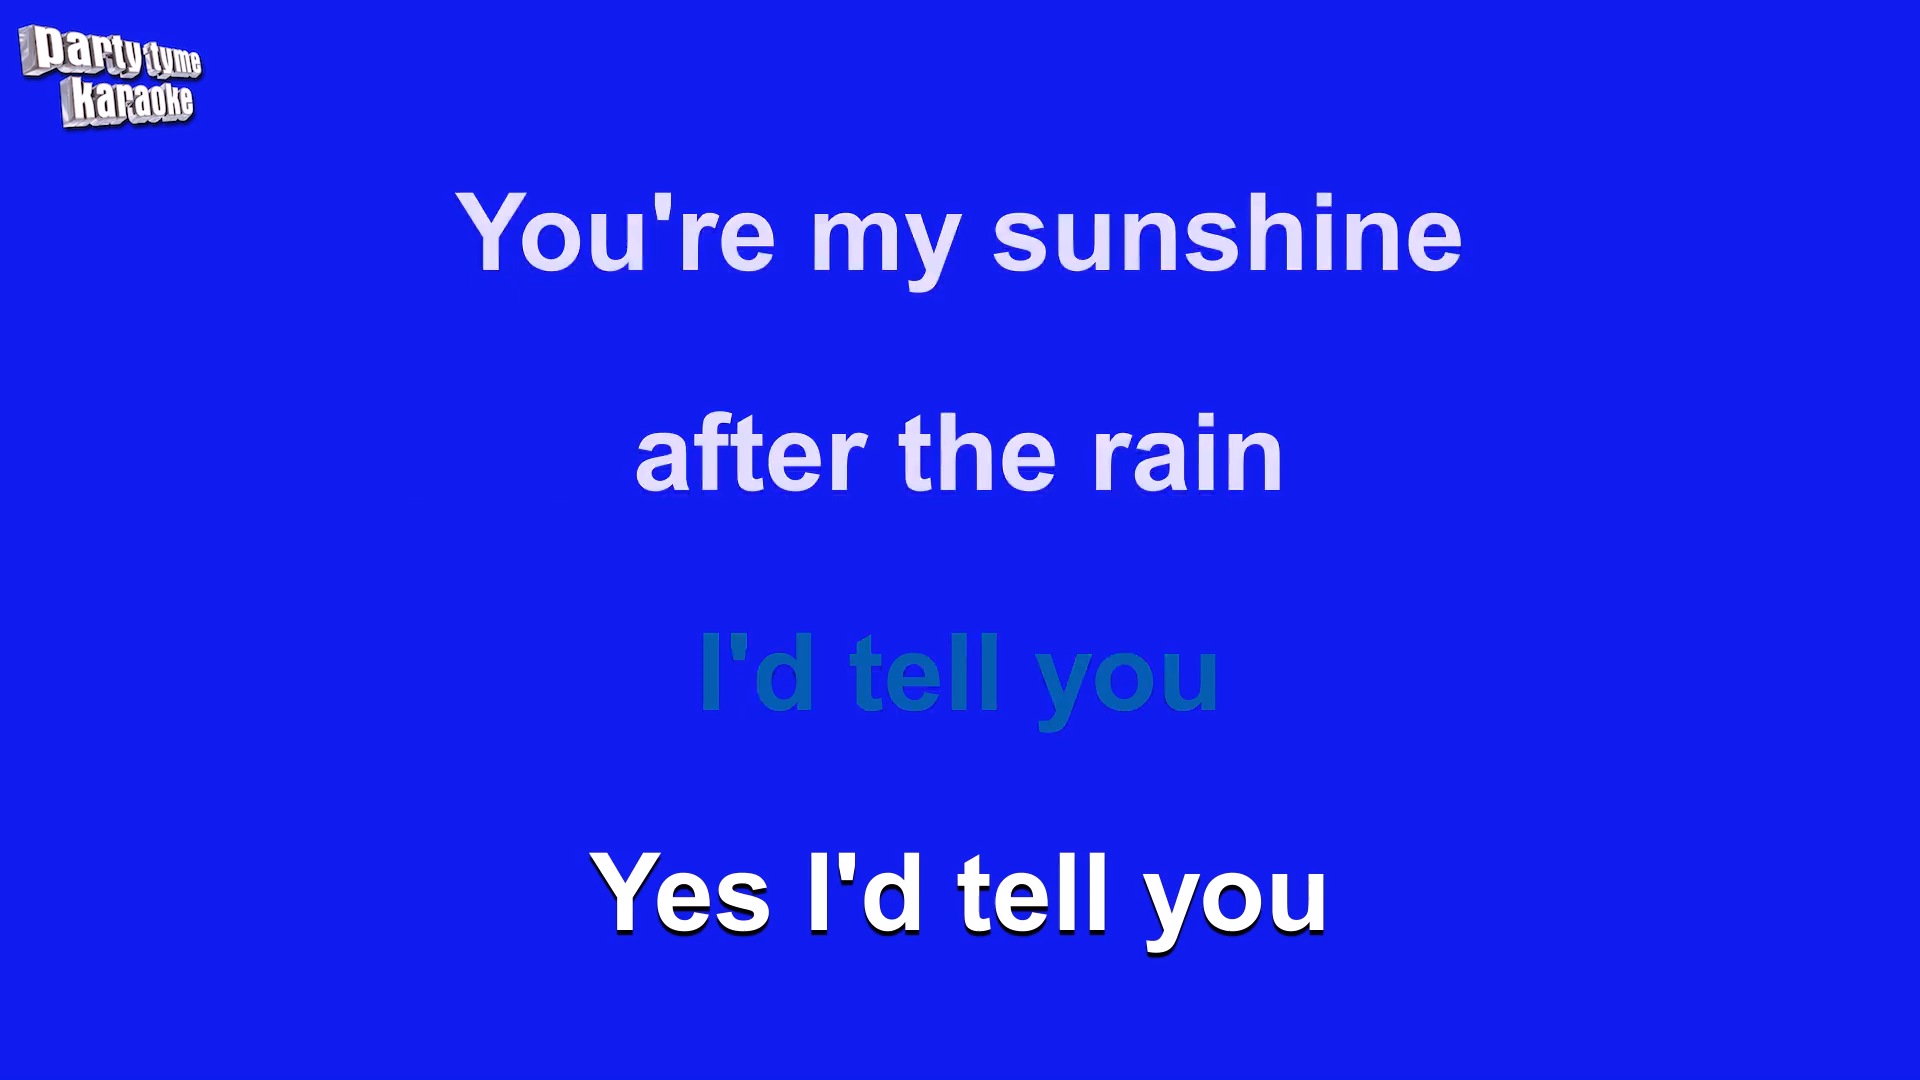 party tyme
karaoke
You're my sunshine
after the rain
I'd tell you
Yes I'd tell you